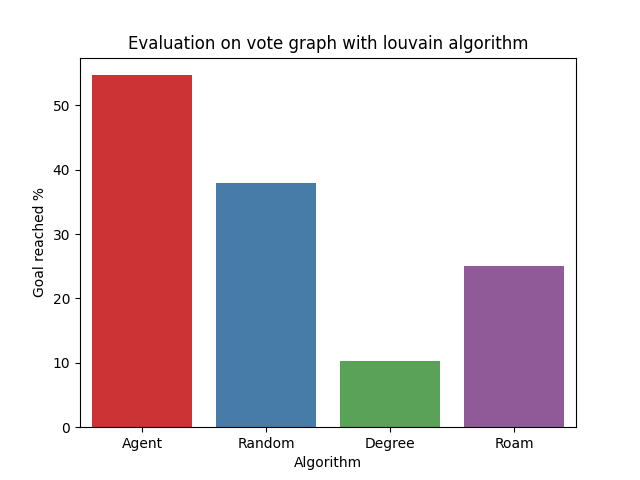 Evaluation on vote graph with louvain algorithm
Goal reached %
50
40
30
20
10
0
Agent
Random
Degree
Roam
Algorithm